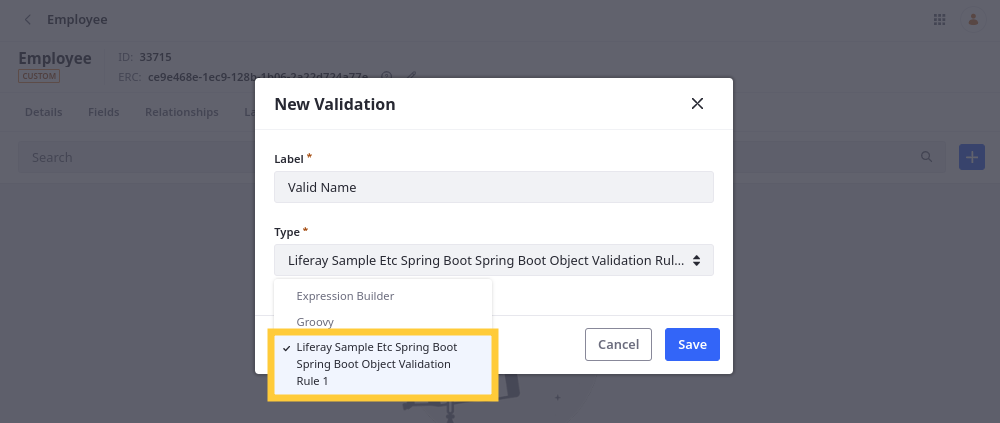 Employee
Employee
CUSTOM
ID: 33715
ERC: ce9e468e-1ec9-128b-1b06-2a22d724a77e
Details Fields Relationships La
Search
New Validation
Label *
Valid Name
Type *
Liferay Sample Etc Spring Boot Spring Boot Object Validation Rul...
Expression Builder
Groovy
Liferay Sample Etc Spring Boot
Spring Boot Object Validation
Rule 1
Cancel Save